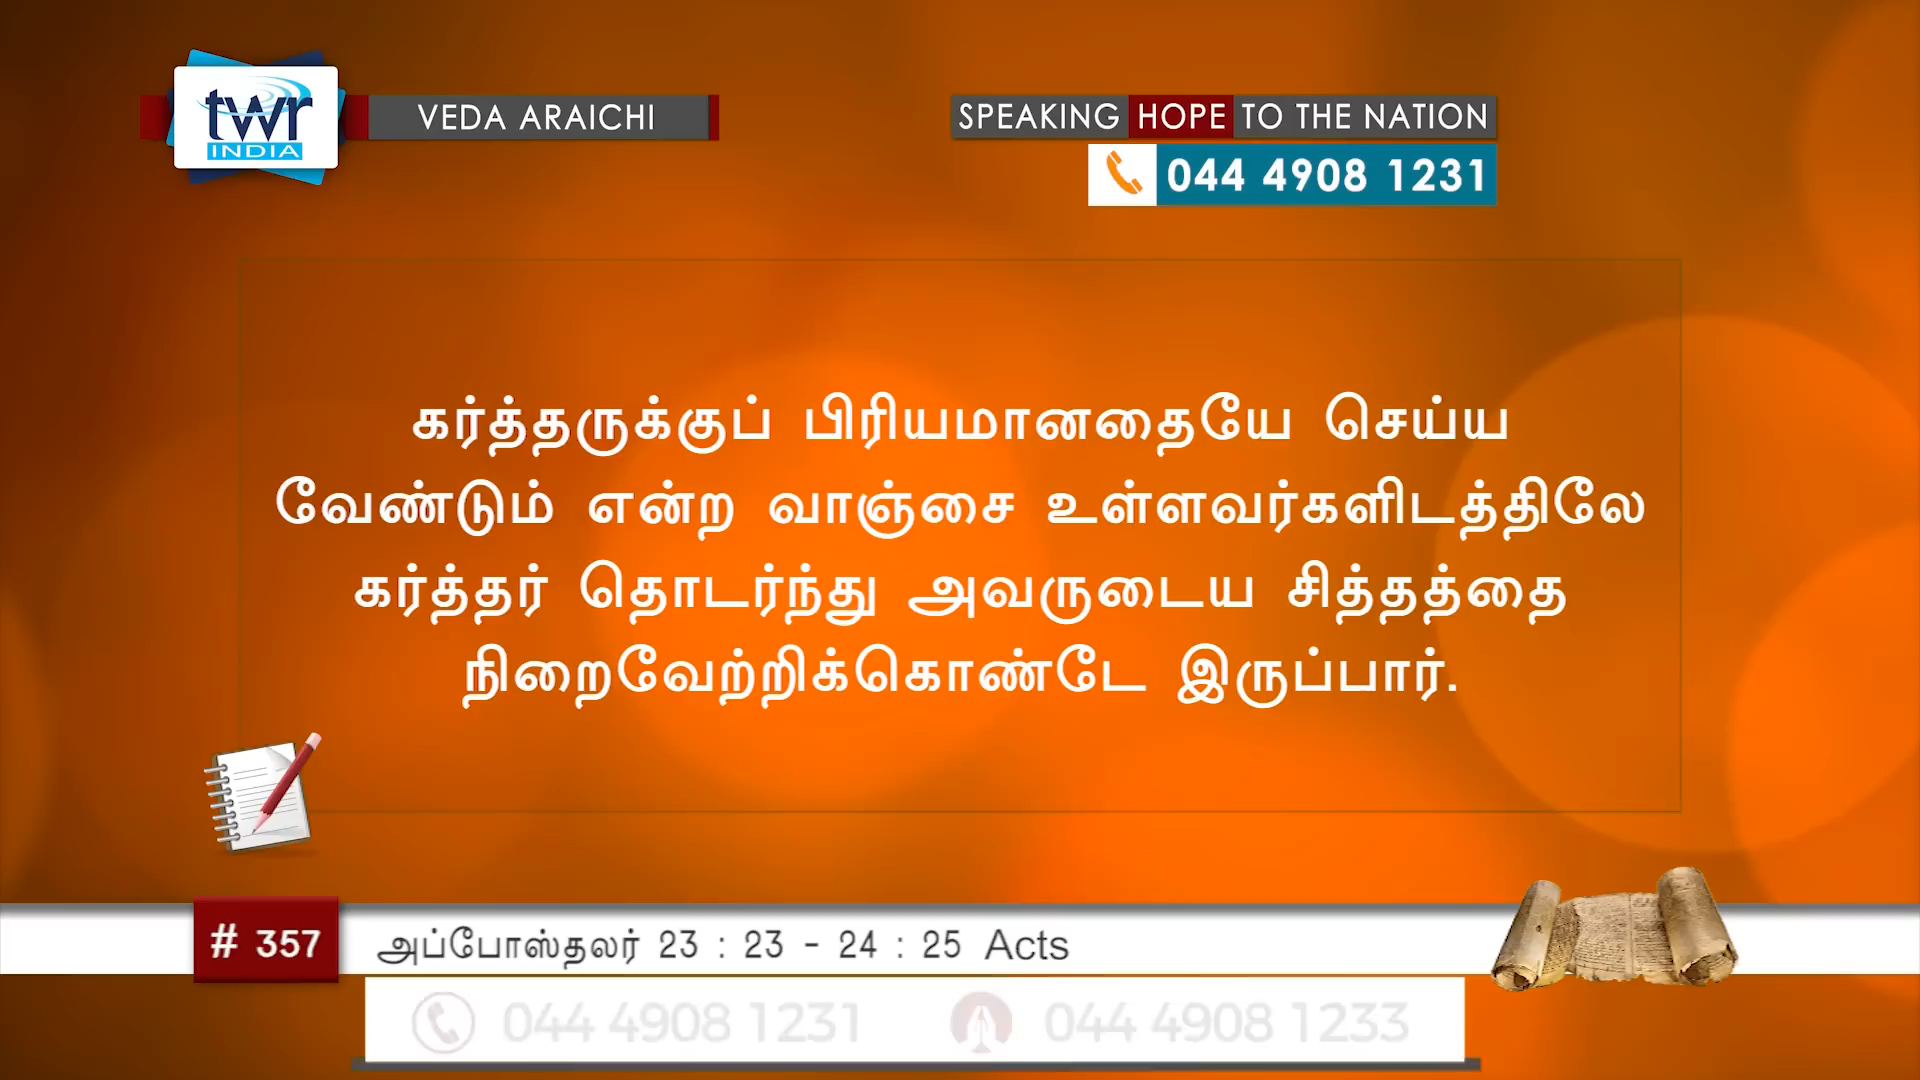 twr
INDIA
VEDA ARAICHI
SPEAKING HOPE TO THE NATION
044 4908 1231
கர்த்தருக்குப் பிரியமானதையே செய்ய
வேண்டும் என்ற வாஞ்சை உள்ளவர்களிடத்திலே
கர்த்தர் தொடர்ந்து அவருடைய சித்தத்தை
நிறைவேற்றிக்கொண்டே இருப்பார்.
# 357
அப்போஸ்தலர் 23 : 23 - 24 : 25 Acts
044 4908 1231
044 4908 1233